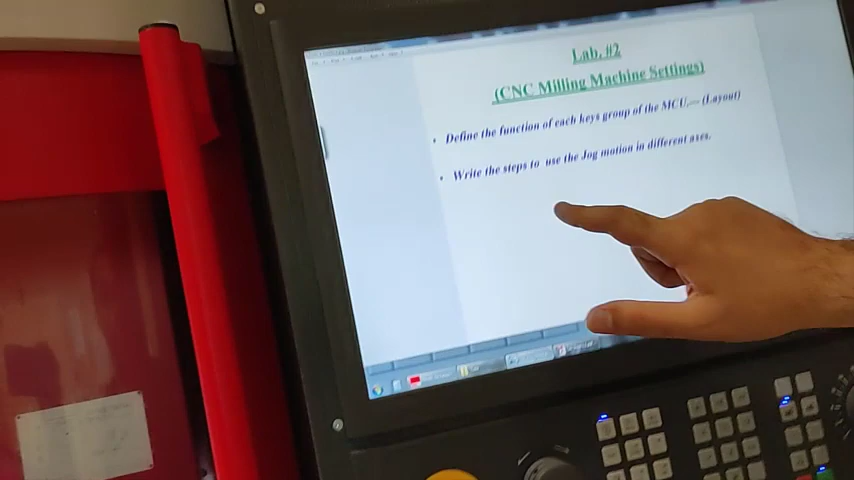 Lab. #2
(CNC Milling Machine Settings)
• Define the function of each keys group of the MCU.— (Layout)
• Write the steps to use the Jog motion in different axes.